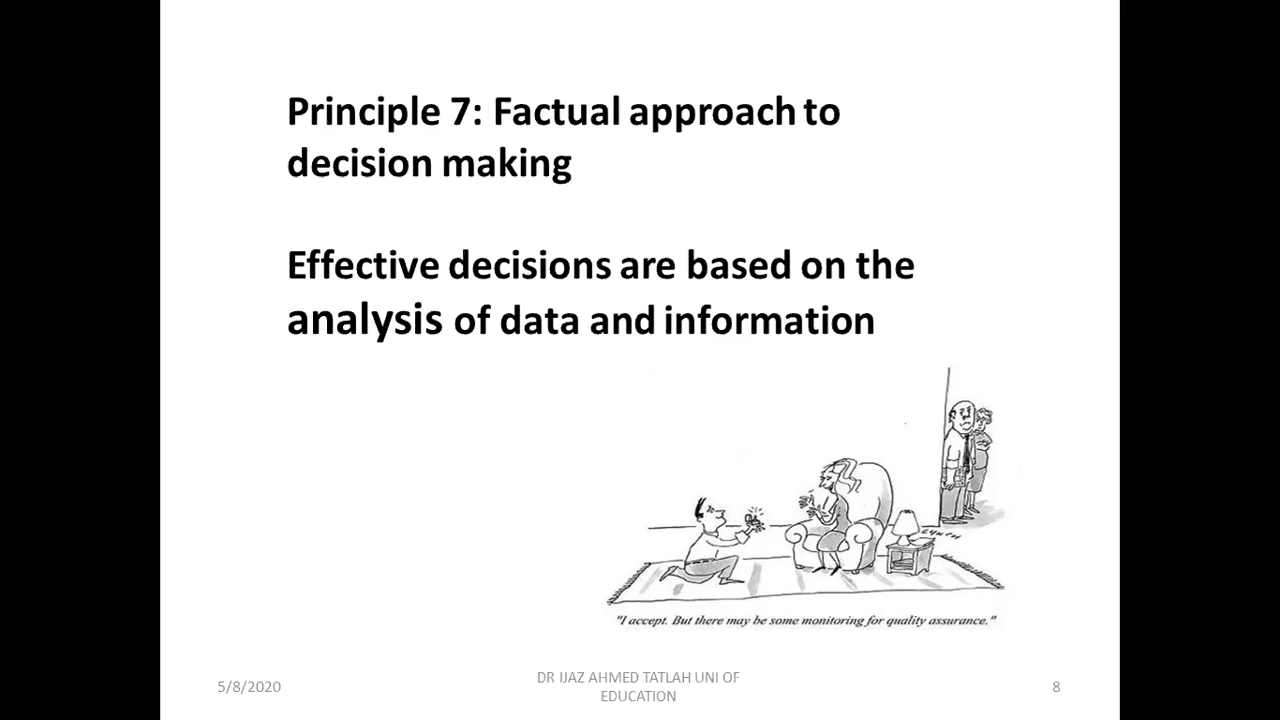 Principle 7: Factual approach to
decision making
Effective decisions are based on the
analysis of data and information
LYNCH
"I accept. But there may be some monitoring for quality assurance."
5/8/2020
DR IJAZ AHMED TATLAH UNI OF
EDUCATION
8